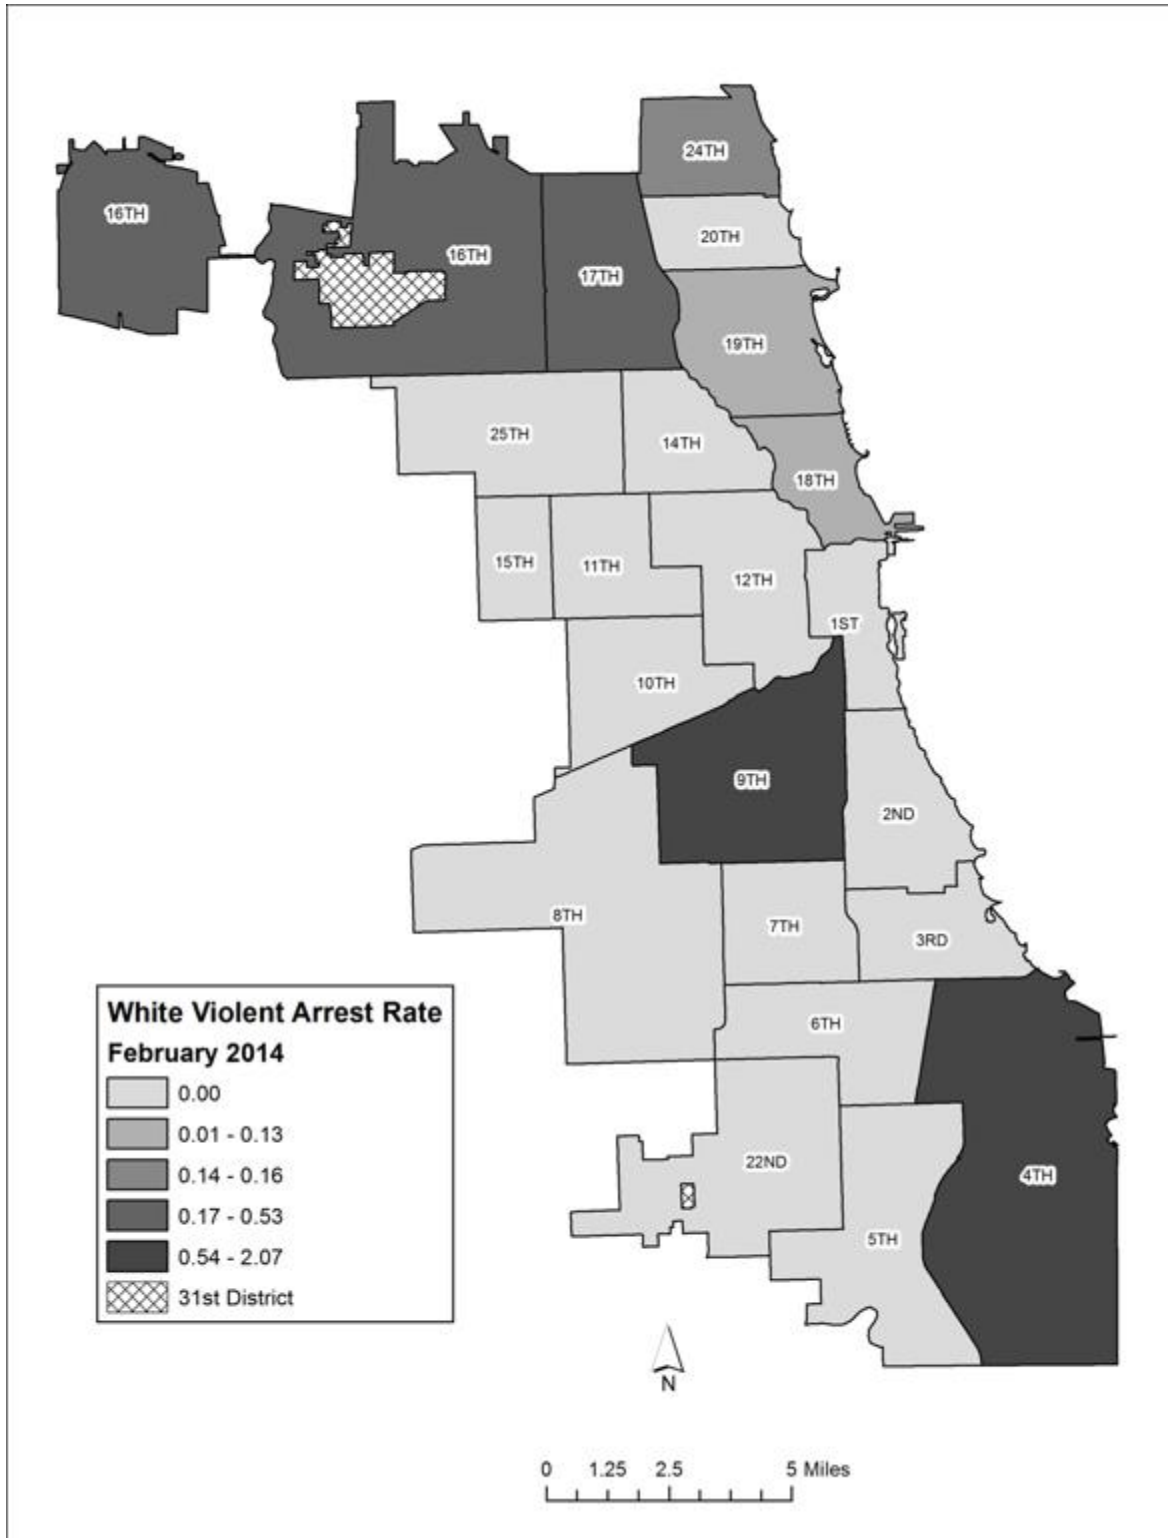 24TH
16TH
20TH
16TH
17TH
19TH
25TH
14TH
18TH
15TH
11TH
12TH
1ST
10TH
9TH
2ND
8TH
7TH
3RD
6TH
22ND
4TH
5TH
White Violent Arrest Rate
February 2014
0.00
0.01 - 0.13
0.14 - 0.16
0.17 - 0.53
0.54 - 2.07
31st District
N
0 1.25 2.5 5 Miles